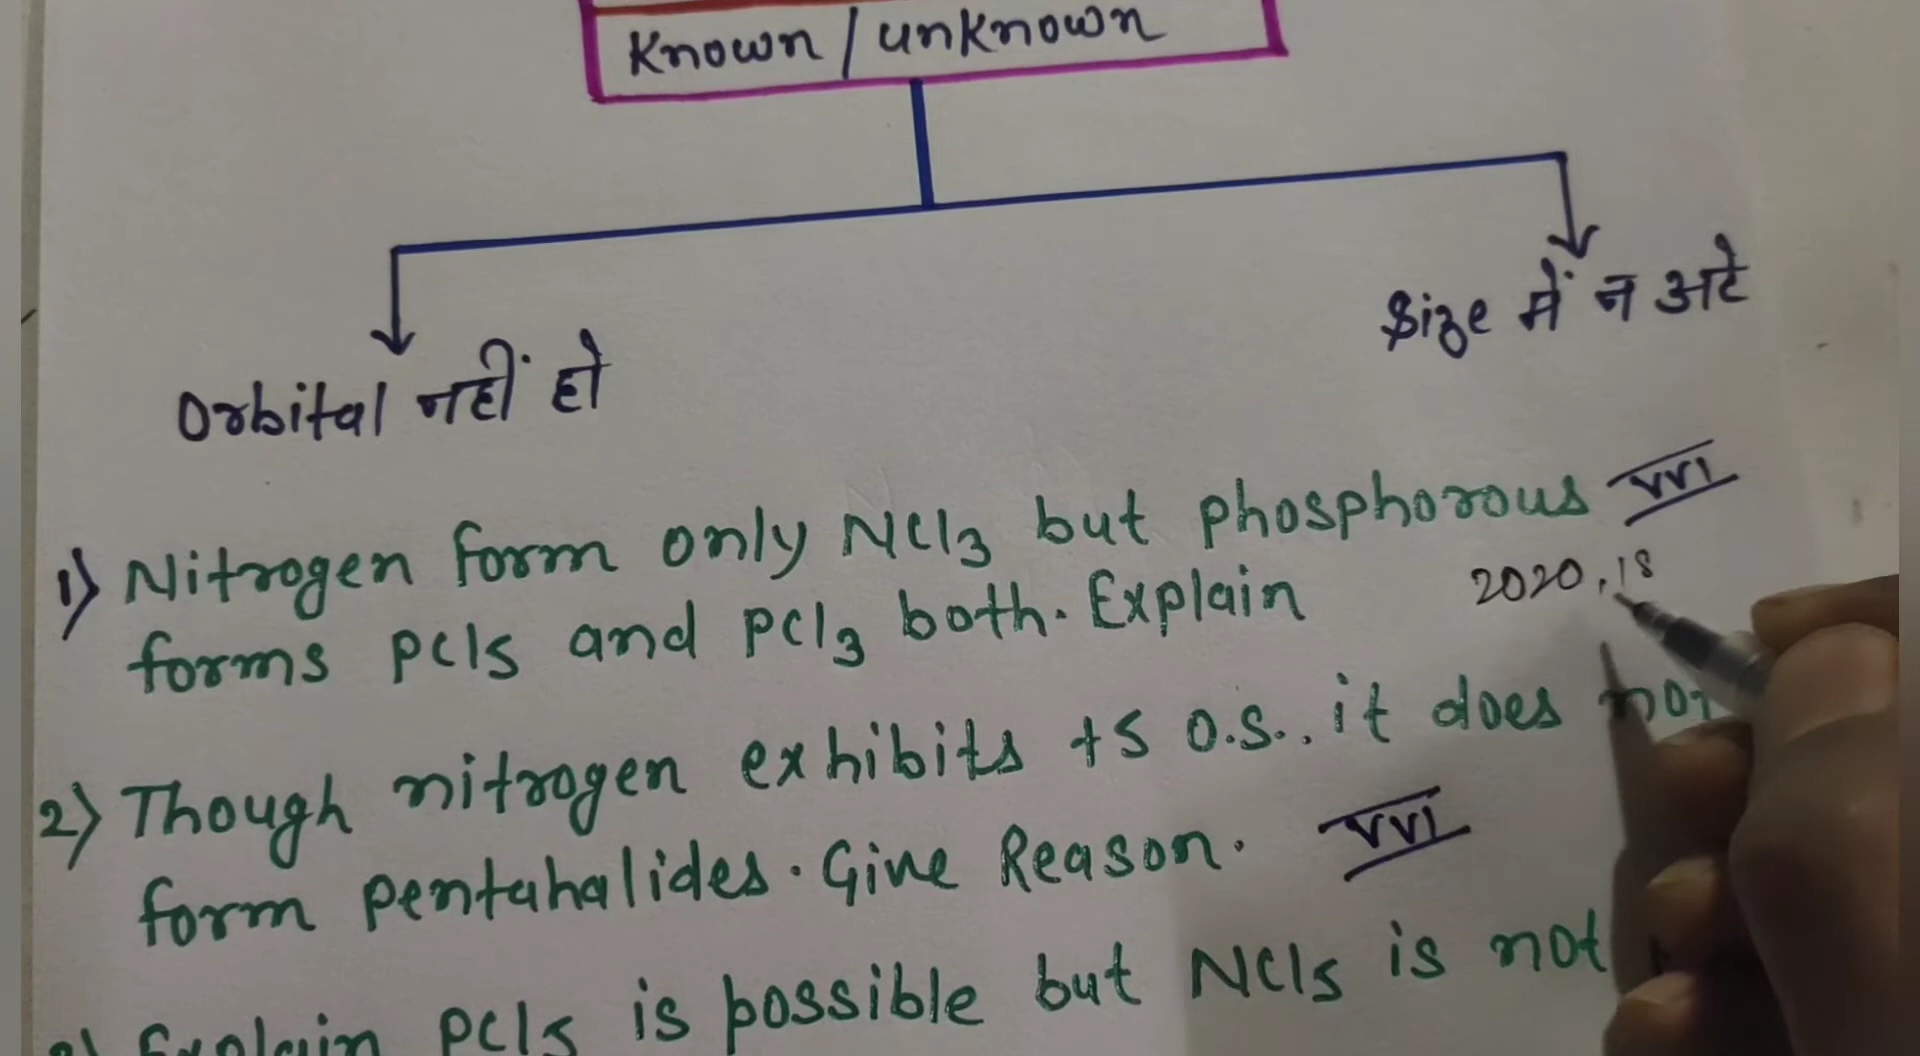 Known / unknown
Orbital नहीं हो
Size में न अटे
1) Nitrogen form only NCl3 but phosphorous VVI
forms PCl5 and PCl3 both. Explain
2020, 18
2) Though nitrogen exhibits +5 O.S., it does not
form pentahalides. Give Reason. VVI
Explain PCl5 is possible but NCl5 is not